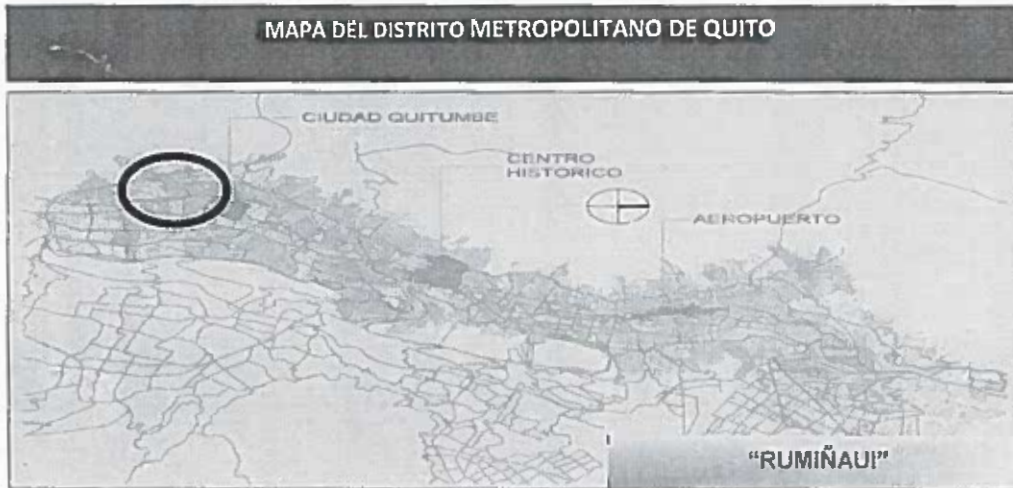 MAPA DEL DISTRITO METROPOLITANO DE QUITO
CIUDAD QUITUMBE
CENTRO
HISTORICO
AEROPUERTO
"RUMIÑAUI"